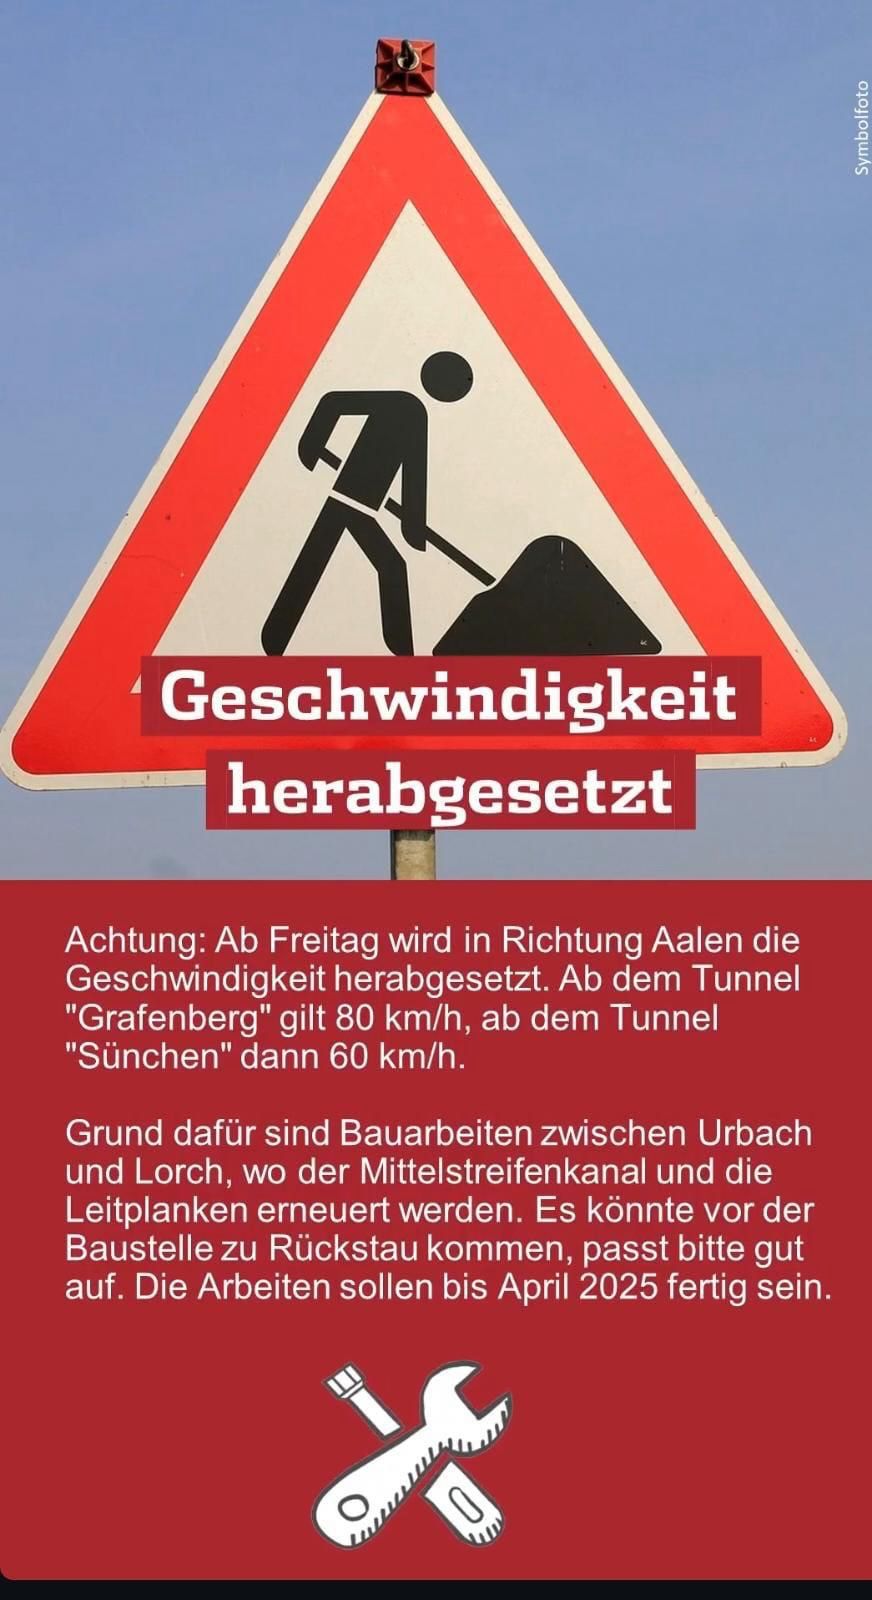 Symbolfoto
Geschwindigkeit
herabgesetzt
Achtung: Ab Freitag wird in Richtung Aalen die
Geschwindigkeit herabgesetzt. Ab dem Tunnel
"Grafenberg" gilt 80 km/h, ab dem Tunnel
"Sünchen" dann 60 km/h.
Grund dafür sind Bauarbeiten zwischen Urbach
und Lorch, wo der Mittelstreifenkanal und die
Leitplanken erneuert werden. Es könnte vor der
Baustelle zu Rückstau kommen, passt bitte gut
auf. Die Arbeiten sollen bis April 2025 fertig sein.